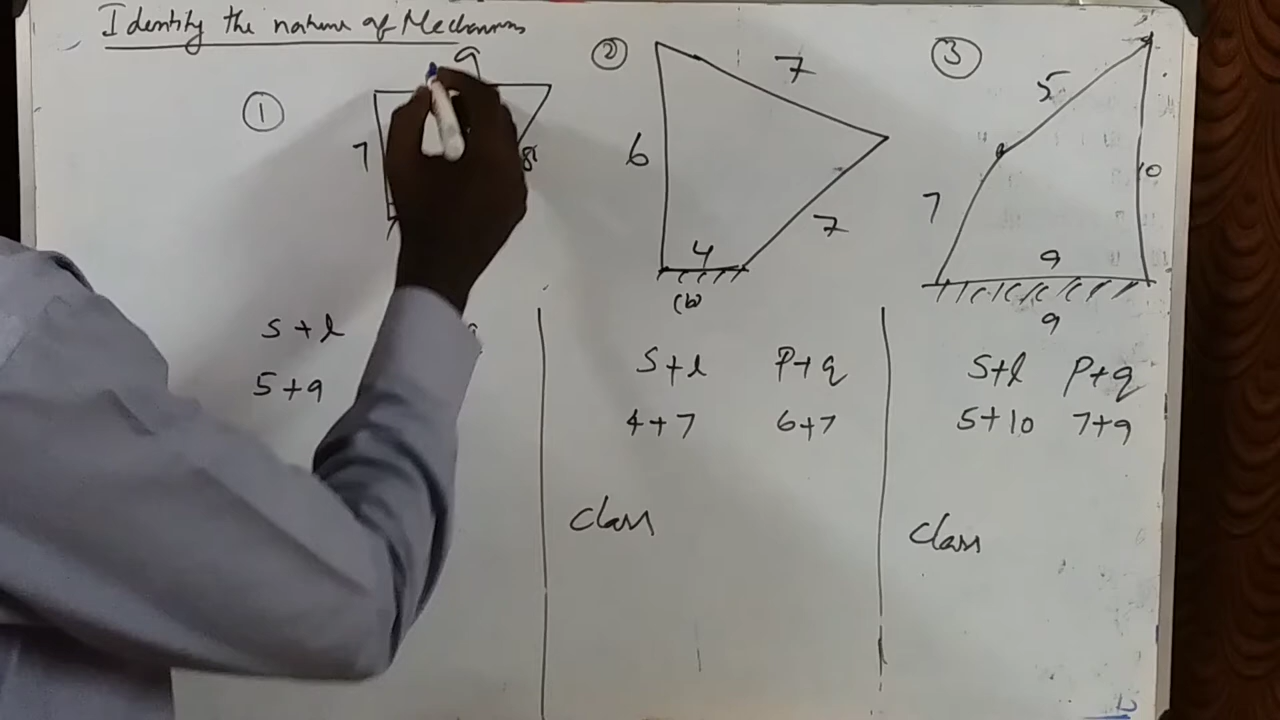 Identify the nature of Mechanisms
① 9
7 8
s + l
5 + 9
② 7
6
7
4
(b)
s + l P + q
4 + 7 6 + 7
Class
③ 5
10
7
9
9
s + l P + q
5 + 10 7 + 9
Class